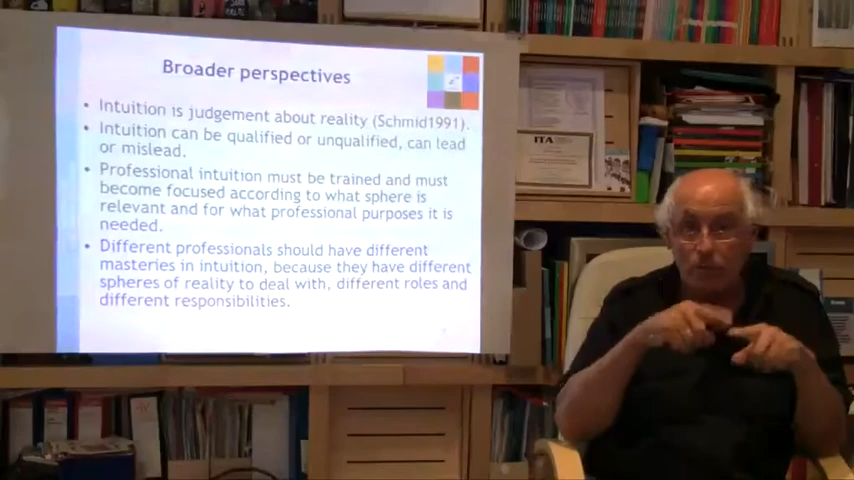 Broader perspectives
• Intuition is judgement about reality (Schmid1991).
• Intuition can be qualified or unqualified, can lead
or mislead.
• Professional intuition must be trained and must
become focused according to what sphere is
relevant and for what professional purposes it is
needed.
• Different professionals should have different
masteries in intuition, because they have different
spheres of reality to deal with, different roles and
different responsibilities.
ITA